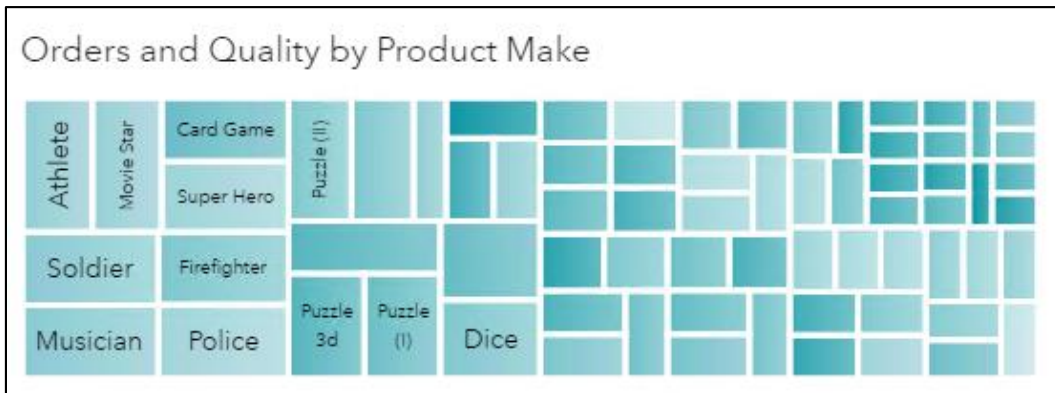 Orders and Quality by Product Make
Athlete
Movie Star
Card Game
Super Hero
Soldier
Firefighter
Musician
Police
Puzzle (II)
Puzzle
3d
Puzzle
(I)
Dice